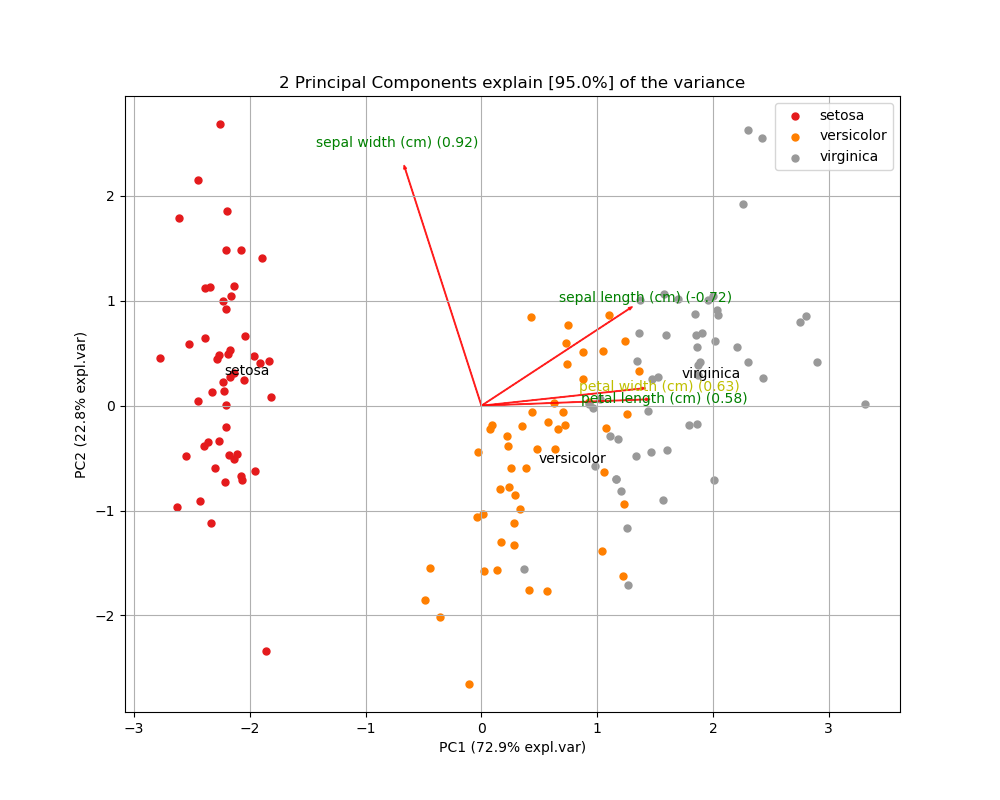 2 Principal Components explain [95.0%] of the variance
setosa
versicolor
virginica
sepal width (cm) (0.92)
sepal length (cm) (-0.72)
setosa
virginica
petal width (cm) (0.63)
petal length (cm) (0.58)
versicolor
PC2 (22.8% expl.var)
2
1
0
−1
−2
−3
−2
−1
0
1
2
3
PC1 (72.9% expl.var)